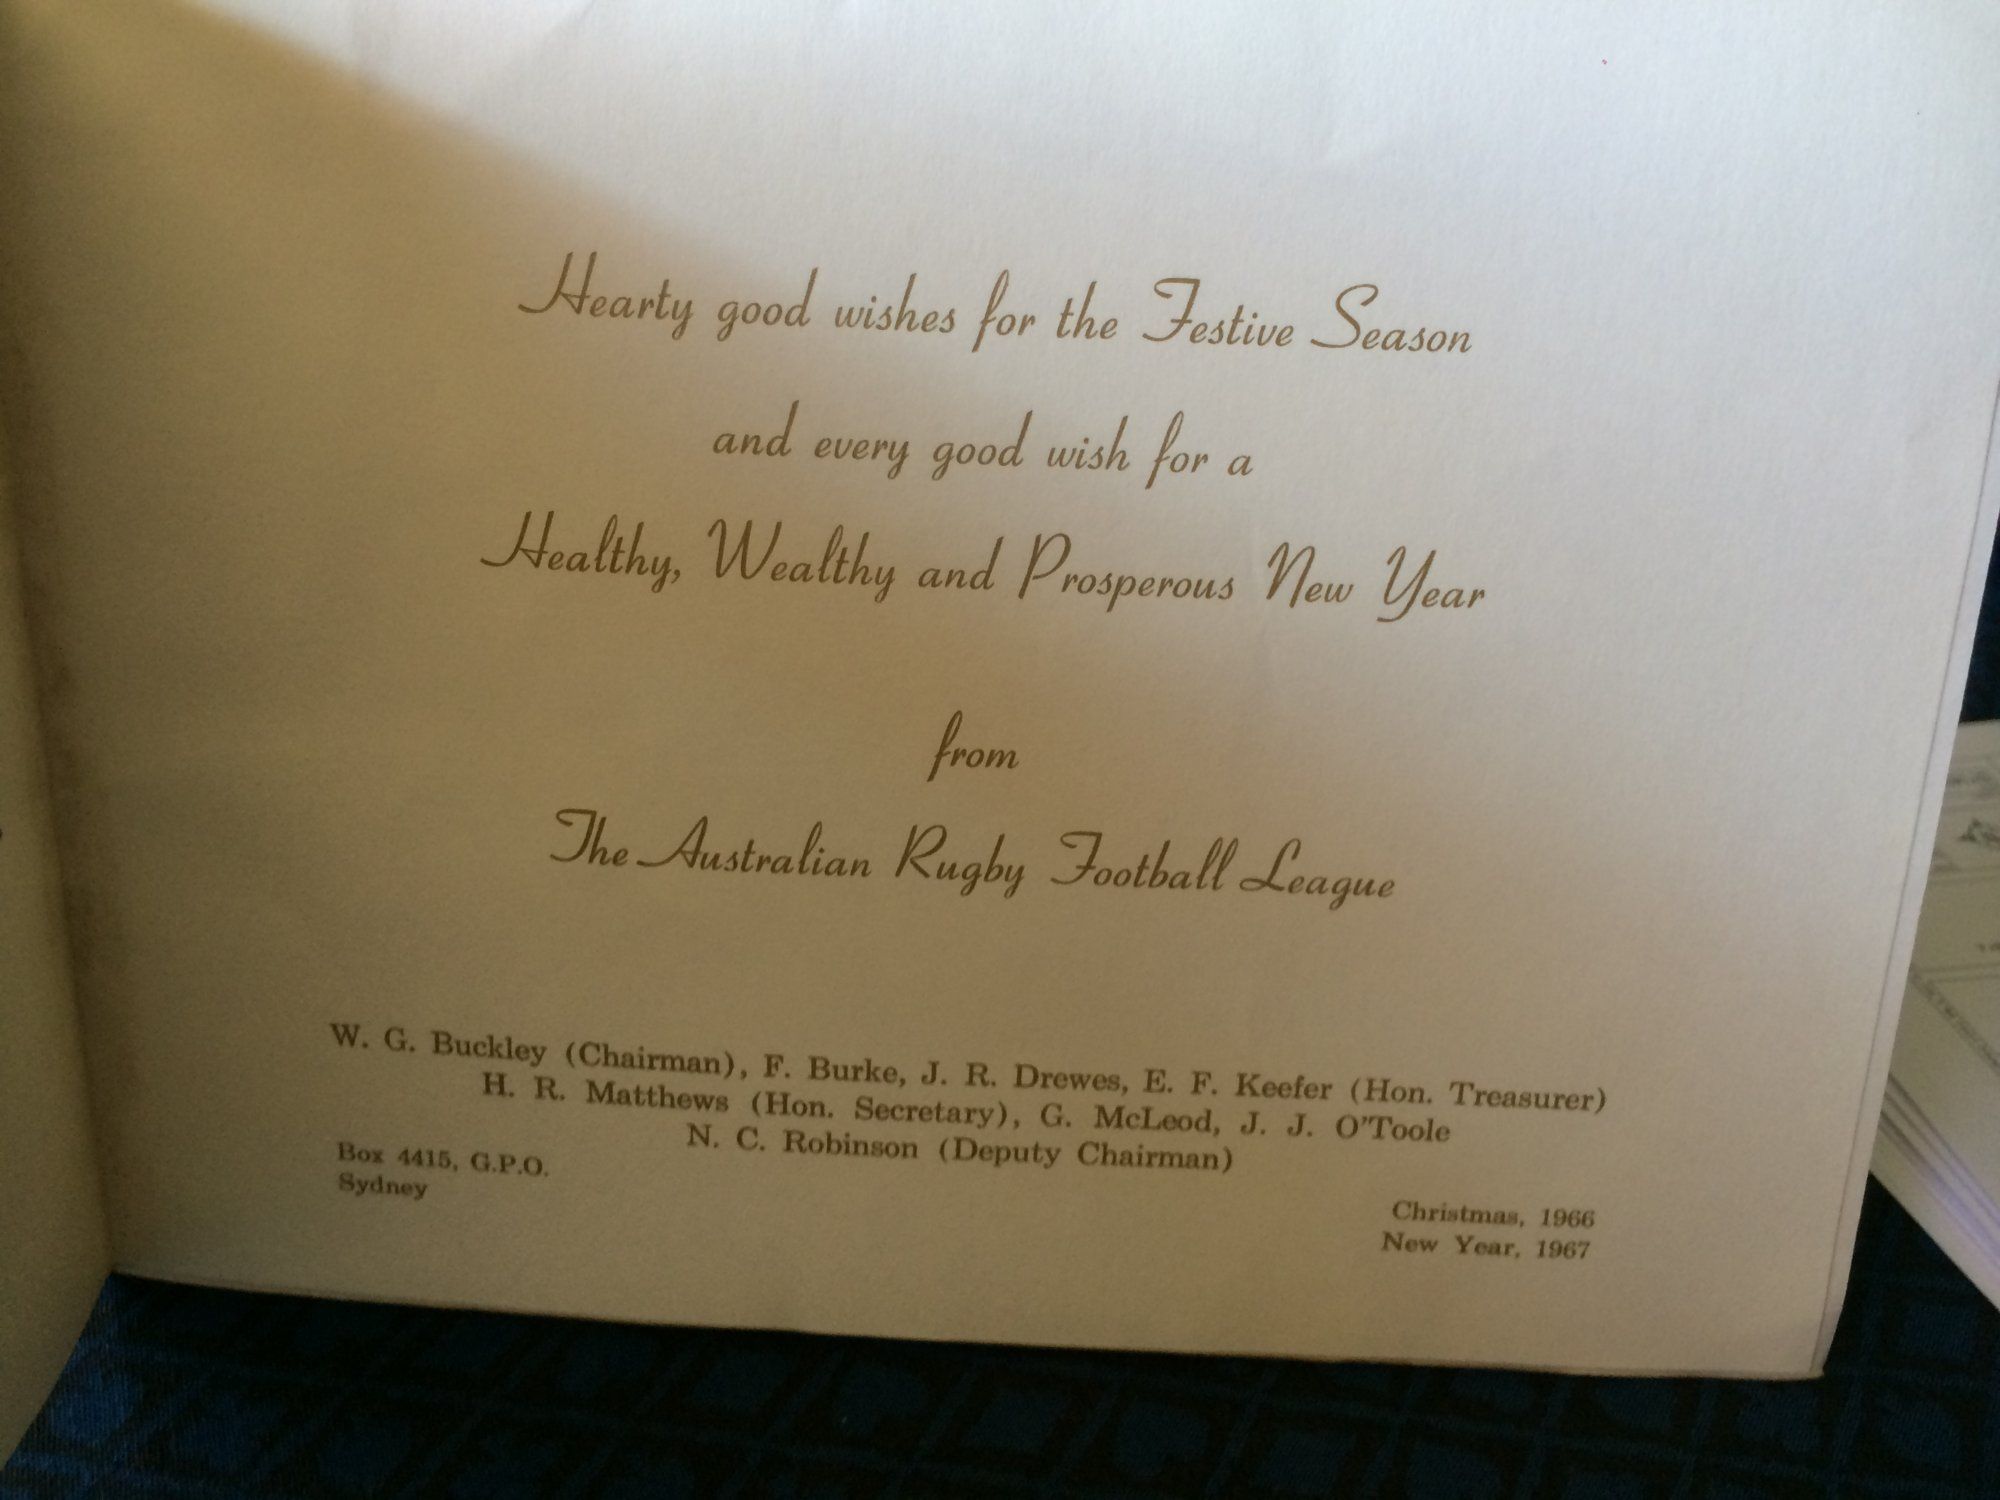 Hearty good wishes for the Festive Season
and every good wish for a
Healthy, Wealthy and Prosperous New Year
from
The Australian Rugby Football League
W. G. Buckley (Chairman), F. Burke, J. R. Drewes, E. F. Keefer (Hon. Treasurer)
H. R. Matthews (Hon. Secretary), G. McLeod, J. J. O'Toole
N. C. Robinson (Deputy Chairman)
Box 4415, G.P.O.
Sydney
Christmas, 1966
New Year, 1967